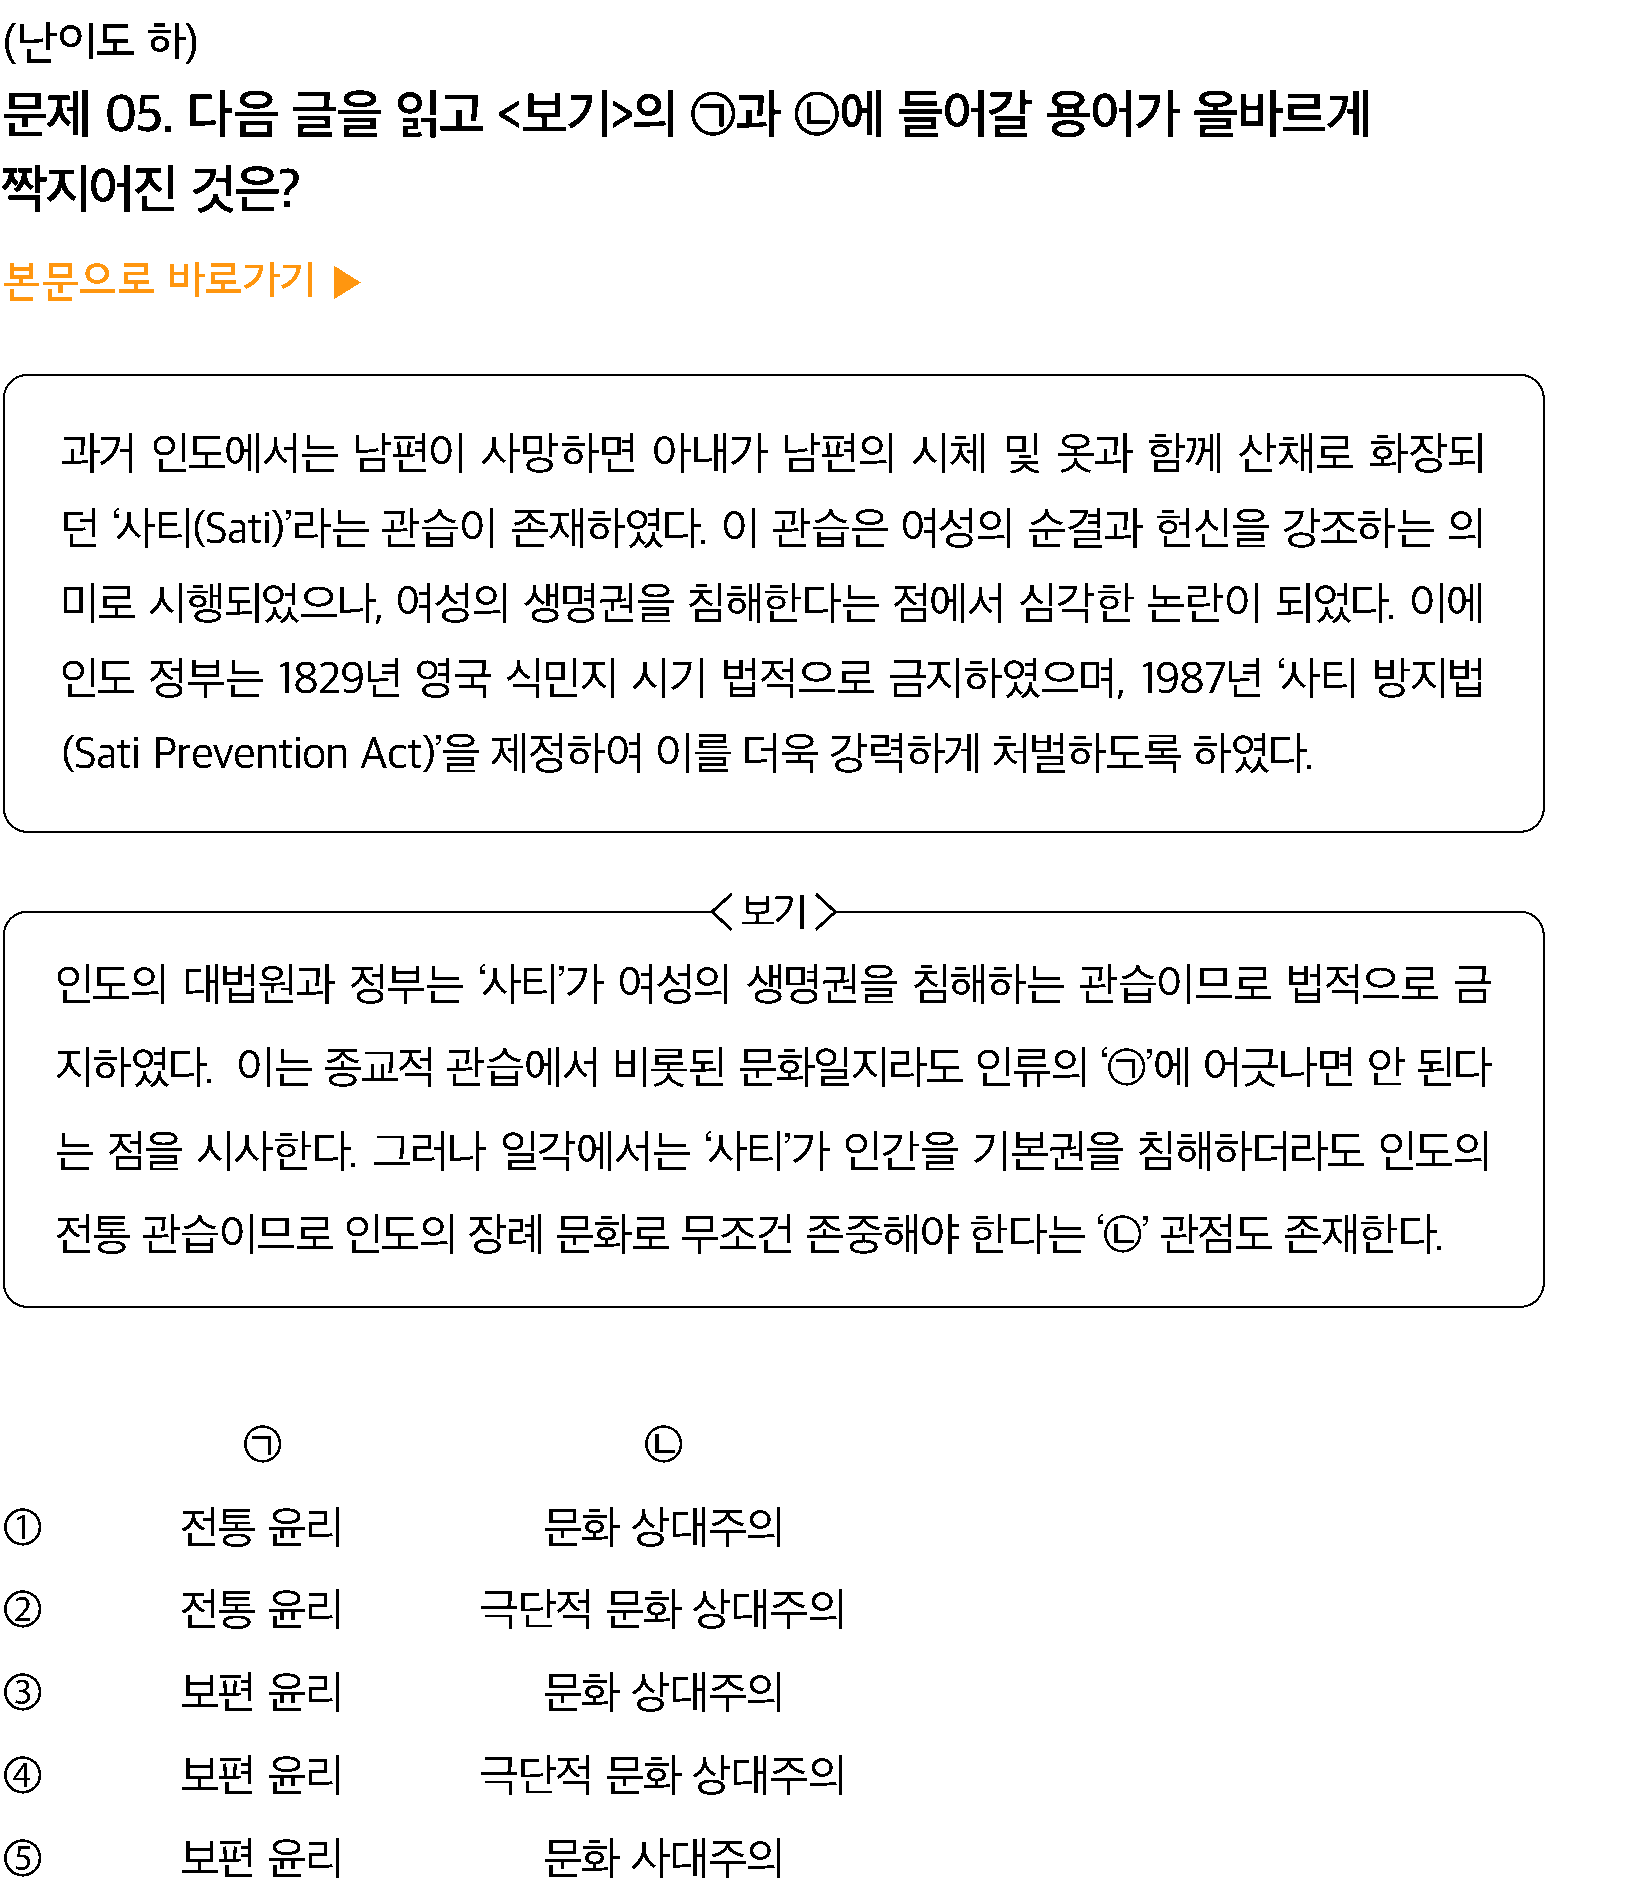 (난이도 하)
문제 05. 다음 글을 읽고 <보기>의 ㉠과 ㉡에 들어갈 용어가 올바르게
짝지어진 것은?
본문으로 바로가기 ▶
과거 인도에서는 남편이 사망하면 아내가 남편의 시체 및 옷과 함께 산채로 화장되
던 ‘사티(Sati)’라는 관습이 존재하였다. 이 관습은 여성의 순결과 헌신을 강조하는 의
미로 시행되었으나, 여성의 생명권을 침해한다는 점에서 심각한 논란이 되었다. 이에
인도 정부는 1829년 영국 식민지 시기 법적으로 금지하였으며, 1987년 ‘사티 방지법
(Sati Prevention Act)’을 제정하여 이를 더욱 강력하게 처벌하도록 하였다.
<보기>
인도의 대법원과 정부는 ‘사티’가 여성의 생명권을 침해하는 관습이므로 법적으로 금
지하였다. 이는 종교적 관습에서 비롯된 문화일지라도 인류의 ‘㉠’에 어긋나면 안 된다
는 점을 시사한다. 그러나 일각에서는 ‘사티’가 인간을 기본권을 침해하더라도 인도의
전통 관습이므로 인도의 장례 문화로 무조건 존중해야 한다는 ‘㉡’ 관점도 존재한다.
㉠ ㉡
① 전통 윤리 문화 상대주의
② 전통 윤리 극단적 문화 상대주의
③ 보편 윤리 문화 상대주의
④ 보편 윤리 극단적 문화 상대주의
⑤ 보편 윤리 문화 사대주의